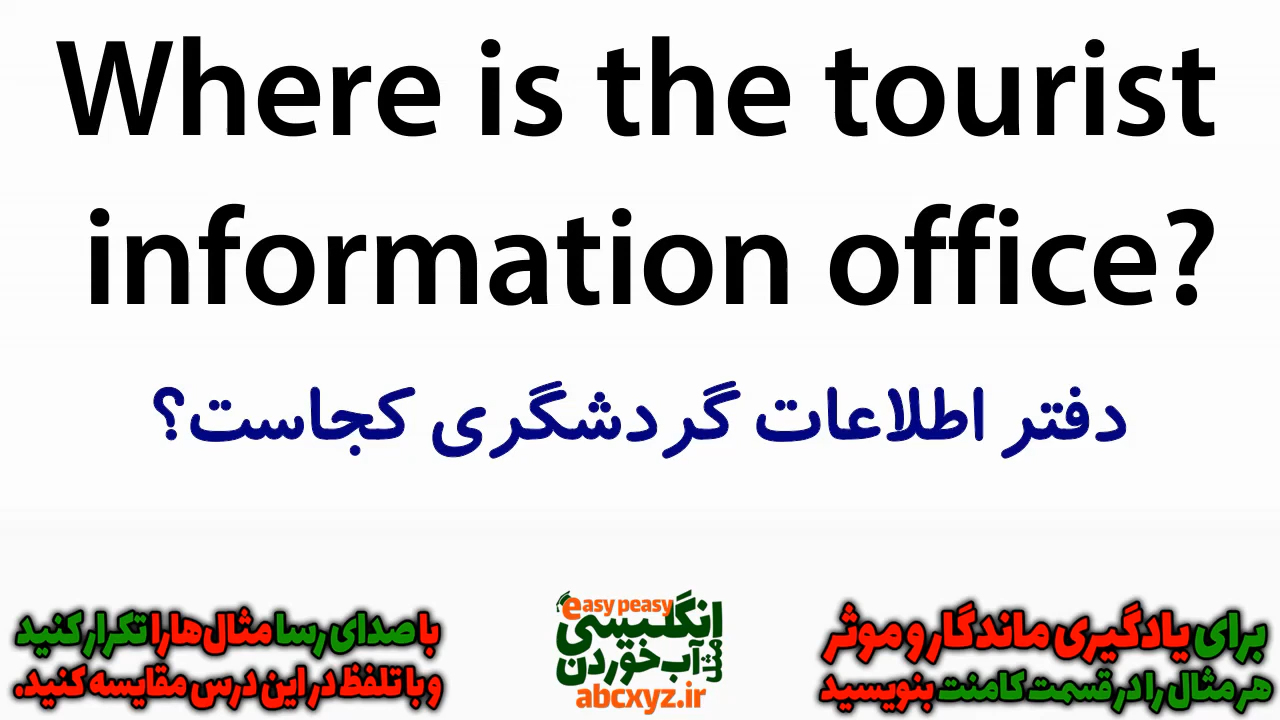 Where is the tourist
information office?
دفتر اطلاعات گردشگری کجاست؟
برای یادگیری ماندگار و موثر
هر مثال را در قسمت کامنت بنویسید
easy peasy
انگلیسی
مثل آب خوردن
abcxyz.ir
با صدای رسا مثال‌ها را تکرار کنید
و با تلفظ در این درس مقایسه کنید.